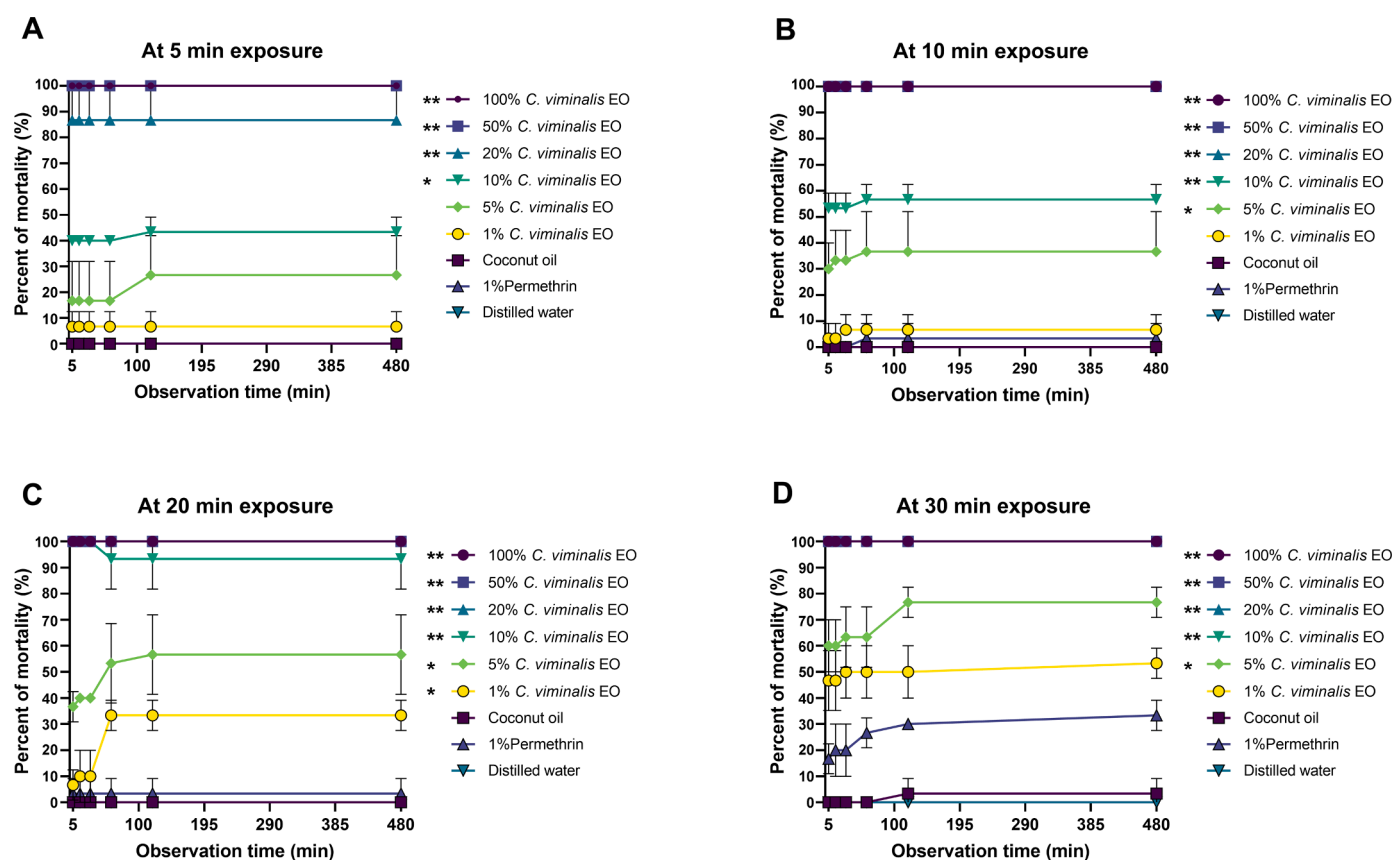 A
At 5 min exposure
Percent of mortality (%)
100
90
80
70
60
50
40
30
20
10
0
5 100 195 290 385 480
Observation time (min)
** 100% C. viminalis EO
** 50% C. viminalis EO
** 20% C. viminalis EO
* 10% C. viminalis EO
5% C. viminalis EO
1% C. viminalis EO
Coconut oil
1%Permethrin
Distilled water
B
At 10 min exposure
Percent of mortality (%)
100
90
80
70
60
50
40
30
20
10
0
5 100 195 290 385 480
Observation time (min)
** 100% C. viminalis EO
** 50% C. viminalis EO
** 20% C. viminalis EO
** 10% C. viminalis EO
* 5% C. viminalis EO
1% C. viminalis EO
Coconut oil
1%Permethrin
Distilled water
C
At 20 min exposure
Percent of mortality (%)
100
90
80
70
60
50
40
30
20
10
0
5 100 195 290 385 480
Observation time (min)
** 100% C. viminalis EO
** 50% C. viminalis EO
** 20% C. viminalis EO
** 10% C. viminalis EO
* 5% C. viminalis EO
* 1% C. viminalis EO
Coconut oil
1%Permethrin
Distilled water
D
At 30 min exposure
Percent of mortality (%)
100
90
80
70
60
50
40
30
20
10
0
5 100 195 290 385 480
Observation time (min)
** 100% C. viminalis EO
** 50% C. viminalis EO
** 20% C. viminalis EO
** 10% C. viminalis EO
* 5% C. viminalis EO
1% C. viminalis EO
Coconut oil
1%Permethrin
Distilled water